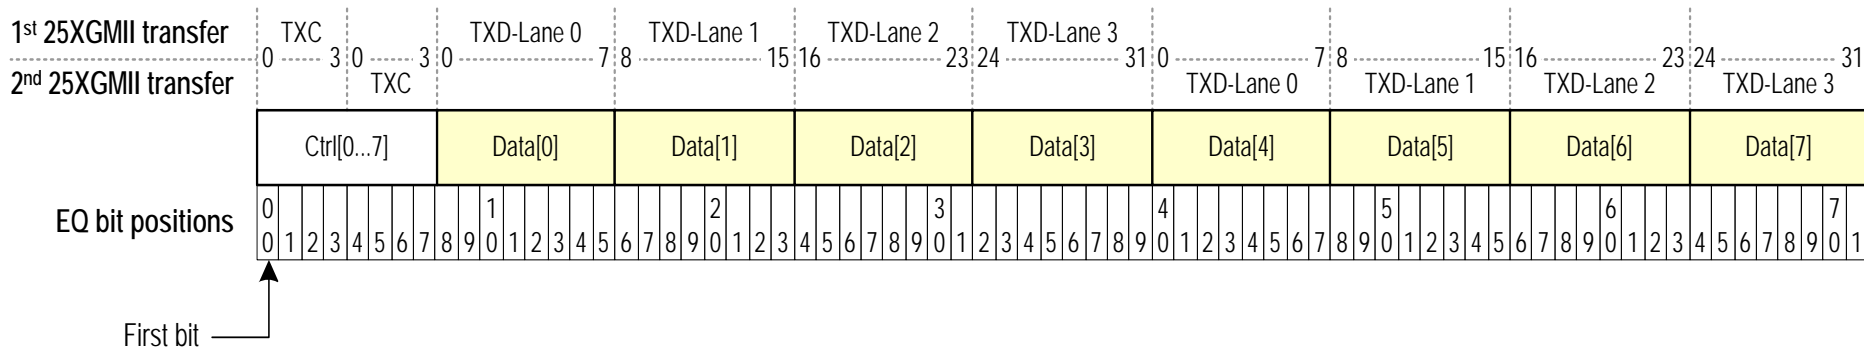 1st 25XGMII transfer TXC TXD-Lane 0 TXD-Lane 1 TXD-Lane 2 TXD-Lane 3
0 3 0 3 0 7 8 15 16 23 24 31 0 7 8 15 16 23 24 31
2nd 25XGMII transfer TXC TXD-Lane 0 TXD-Lane 1 TXD-Lane 2 TXD-Lane 3
Ctrl[0...7] Data[0] Data[1] Data[2] Data[3] Data[4] Data[5] Data[6] Data[7]
EQ bit positions
0 1 2 3 4 5 6 7
0 1 2 3 4 5 6 7 8 9 0 1 2 3 4 5 6 7 8 9 0 1 2 3 4 5 6 7 8 9 0 1 2 3 4 5 6 7 8 9 0 1 2 3 4 5 6 7 8 9 0 1 2 3 4 5 6 7 8 9 0 1 2 3 4 5 6 7 8 9 0 1
First bit